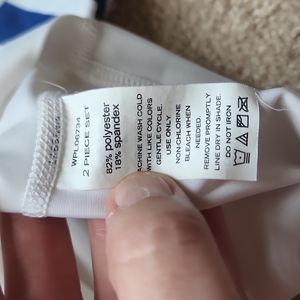 WPL06734
2 PIECE SET
82% polyester
18% spandex
MACHINE WASH COLD
WITH LIKE COLORS
GENTLE CYCLE.
USE ONLY
NON-CHLORINE
BLEACH WHEN
NEEDED.
REMOVE PROMPTLY
LINE DRY IN SHADE.
DO NOT IRON